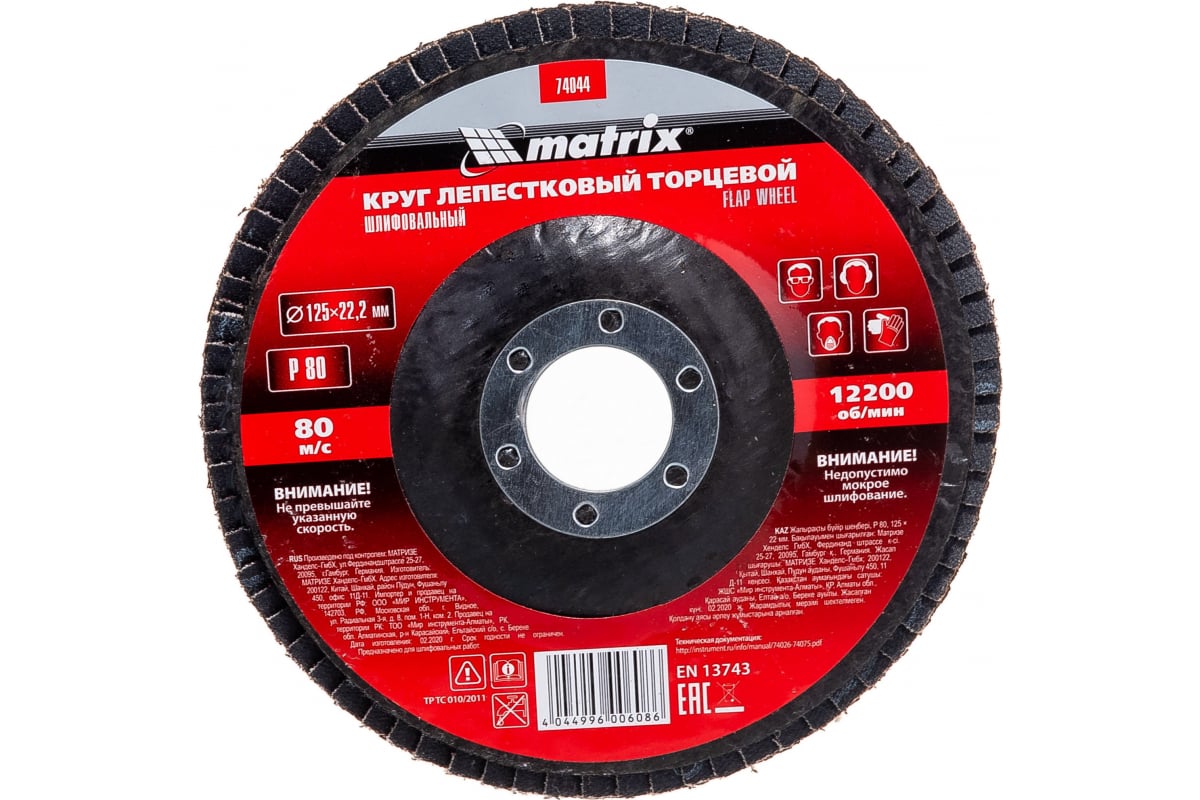 74044
matrix®
КРУГ ЛЕПЕСТКОВЫЙ ТОРЦЕВОЙ
ШЛИФОВАЛЬНЫЙ
FLAP WHEEL
Ø 125×22,2 мм
P 80
80
м/с
12200
об/мин
ВНИМАНИЕ!
Не превышайте
указанную
скорость.
ВНИМАНИЕ!
Недопустимо
мокрое
шлифование.
RUS Произведено под контролем: МАТРИЗЕ
Ханделс-ГмбХ, ул.Фердинандштрассе 25-27,
20095, г.Гамбург, Германия. Изготовитель:
МАТРИЗЕ Ханделс-ГмбХ. Адрес изготовителя:
200122, Китай, Шанхай, район Пудун, Фушаньлу
450, офис 11Д-11. Импортер и продавец на
территории РФ: ООО «МИР ИНСТРУМЕНТА»,
142703, РФ, Московская обл., г. Видное,
ул. Радиальная 3-я, д. 8, пом. 1-Н, ком. 2. Продавец на
территории РК: ТОО «Мир инструмента-Алматы», РК,
обл. Алматинская, р-н Карасайский, Ельтайский с/о, с. Береке
Дата изготовления: 02.2020 г. Срок годности не ограничен.
Предназначено для шлифовальных работ.
KAZ Жапырақты бүйір шеңбері, P 80, 125 ×
22 мм. Бақылауымен шығарылған: Матризе
Хенделс ГмбХ, Фердинанд штрассе к-сі.
25-27, 20095, Гамбург қ., Германия. Жасап
шығарушы: МАТРИЗЕ Хандельс-ГмбХ; 200122,
Қытай, Шанхай, Пудун ауданы, Фушаньлу 450, 11
Д-11 кеңсесі. Қазақстан аумағындағы сатушы:
ЖШС «Мир инструмента-Алматы», ҚР, Алматы обл.,
Қарасай ауданы, Елтай а/о, Береке ауылы. Жасалған
күні: 02.2020 ж. Жарамдылық мерзімі шектелмеген.
Қолдану аясы: әрлеу жұмыстарына арналған.
Техническая документация:
http://instrument.ru/info/manual/74026-74075.pdf
ТР ТС 010/2011
4 044996 006086
EN 13743
EAC